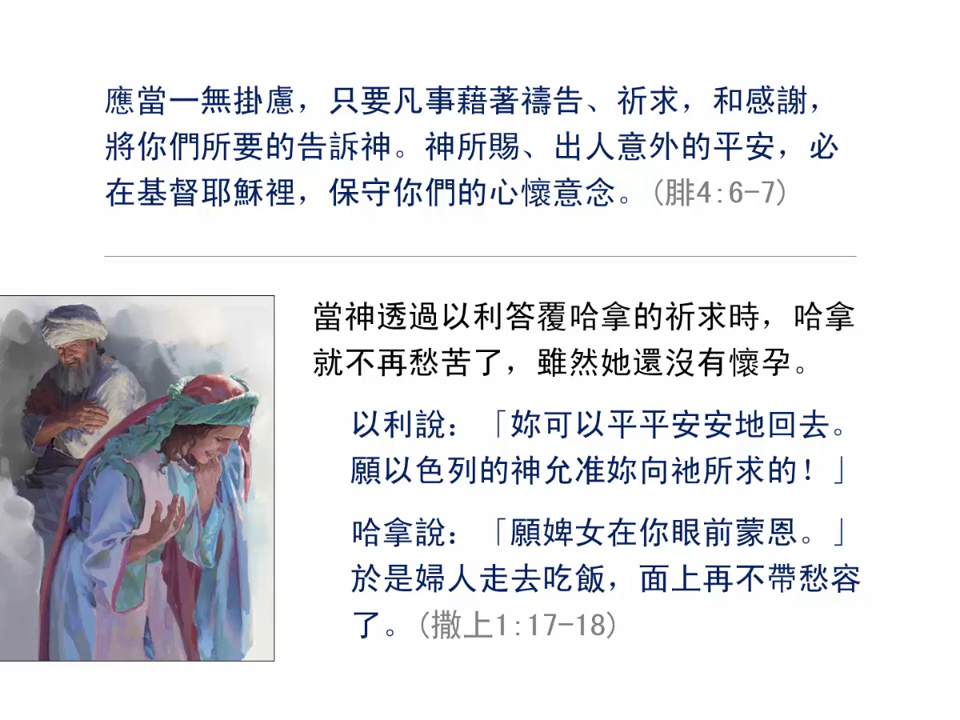 應當一無掛慮，只要凡事藉著禱告、祈求，和感謝，
將你們所要的告訴神。神所賜、出人意外的平安，必
在基督耶穌裡，保守你們的心懷意念。(腓4:6-7)
當神透過以利答覆哈拿的祈求時，哈拿
就不再愁苦了，雖然她還沒有懷孕。
以利說：「妳可以平平安安地回去。
願以色列的神允准妳向祂所求的！」
哈拿說：「願婢女在你眼前蒙恩。」
於是婦人走去吃飯，面上再不帶愁容
了。(撒上1:17-18)